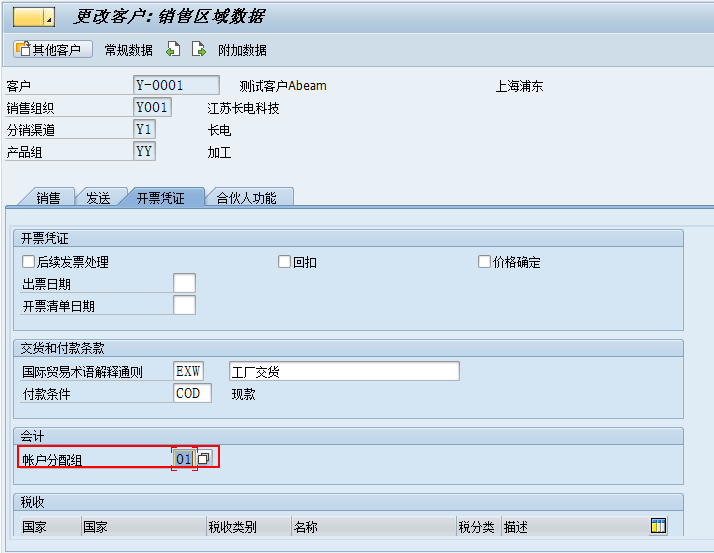 更改客户：销售区域数据
其他客户 常规数据 附加数据
客户 Y-0001 测试客户Abeam 上海浦东
销售组织 Y001 江苏长电科技
分销渠道 Y1 长电
产品组 YY 加工
销售 发送 开票凭证 合伙人功能
开票凭证
后续发票处理 回扣 价格确定
出票日期
开票清单日期
交货和付款条款
国际贸易术语解释通则 EXW 工厂交货
付款条件 COD 现款
会计
帐户分配组 01
税收
国家 国家 税收类别 名称 税分类 描述